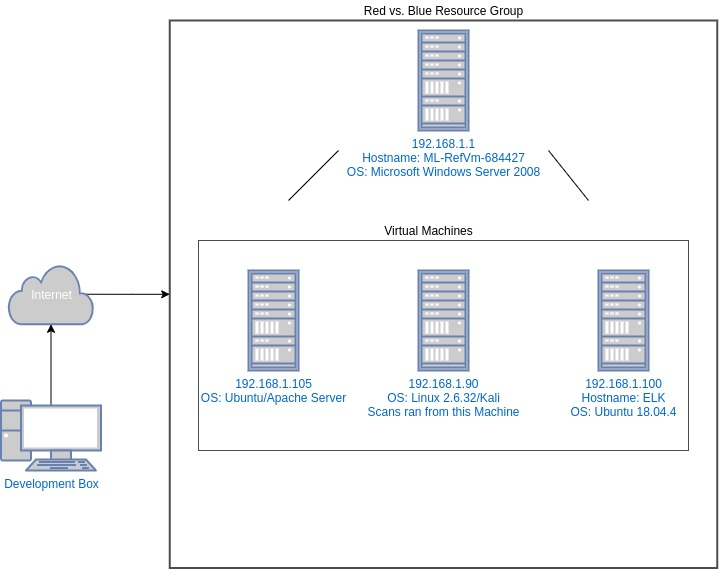 Red vs. Blue Resource Group
192.168.1.1
Hostname: ML-RefVm-684427
OS: Microsoft Windows Server 2008
Virtual Machines
Internet
192.168.1.105
OS: Ubuntu/Apache Server
192.168.1.90
OS: Linux 2.6.32/Kali
Scans ran from this Machine
192.168.1.100
Hostname: ELK
OS: Ubuntu 18.04.4
Development Box